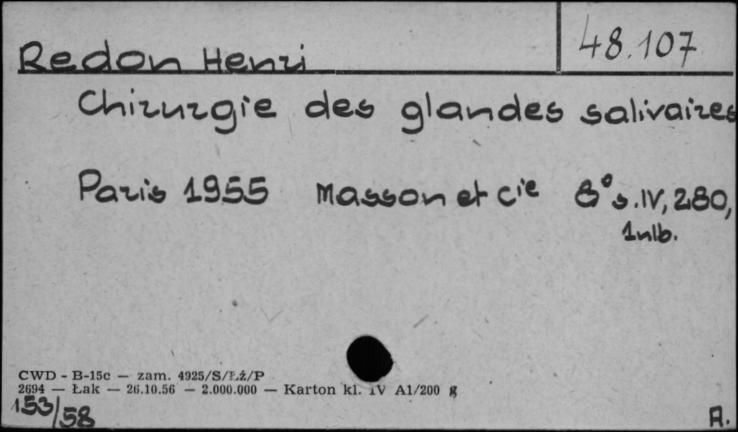 Redon Henri 48.107
Chirurgie des glandes salivaires
Paris 1955 Masson et Cie 8° s. IV, 280,
1nlb.
CWD - B-15c — zam. 4925/S/Łż/P
2694 — Łak — 26.10.56 — 2.000.000 — Karton kl. IV A1/200 g
153/58 A.